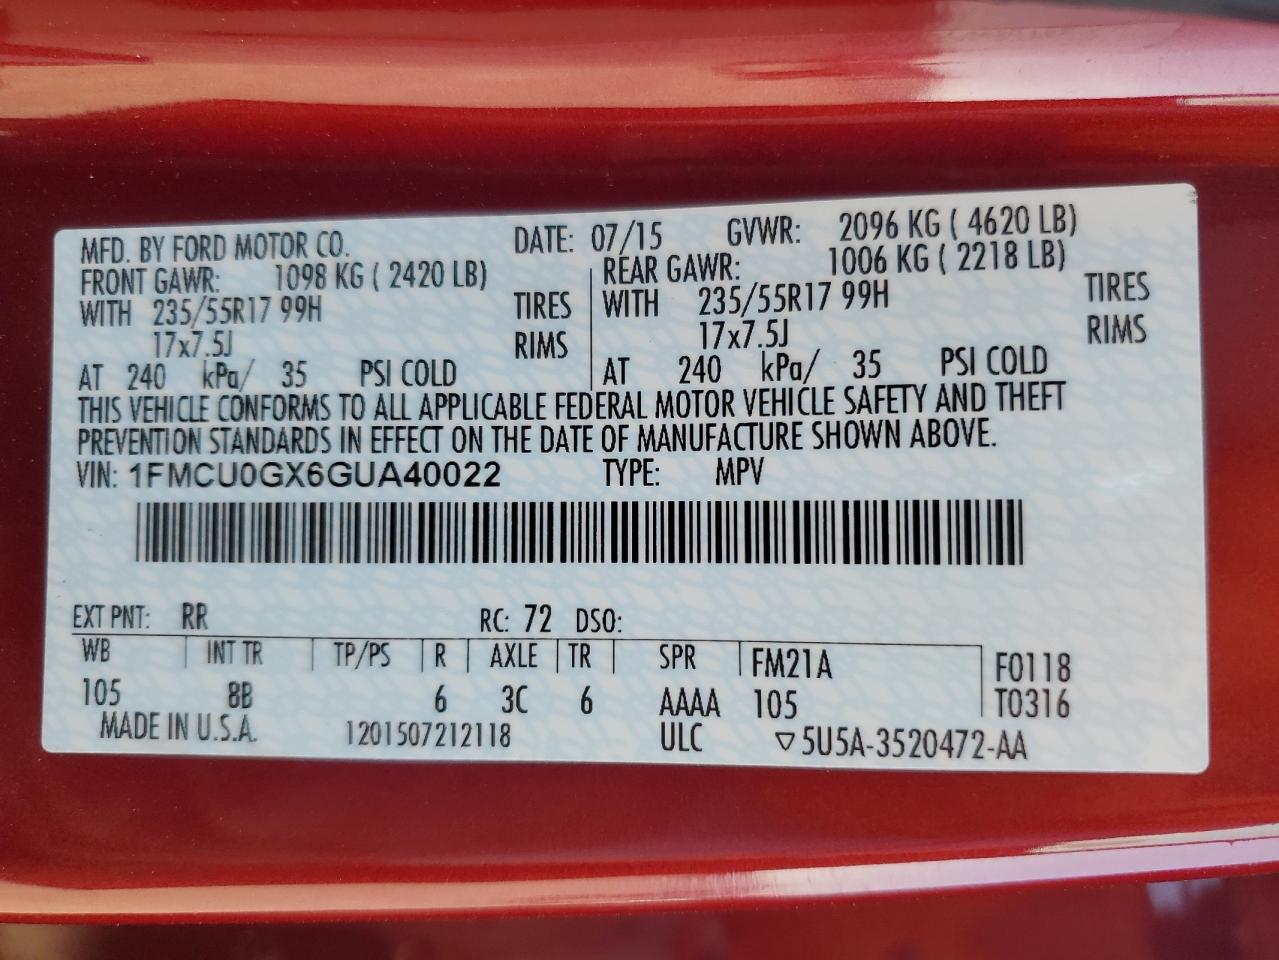 MFD. BY FORD MOTOR CO. DATE: 07/15 GVWR: 2096 KG ( 4620 LB)
FRONT GAWR: 1098 KG ( 2420 LB) REAR GAWR: 1006 KG ( 2218 LB)
WITH 235/55R17 99H TIRES WITH 235/55R17 99H TIRES
17x7.5J RIMS 17x7.5J RIMS
AT 240 kPa/ 35 PSI COLD AT 240 kPa/ 35 PSI COLD
THIS VEHICLE CONFORMS TO ALL APPLICABLE FEDERAL MOTOR VEHICLE SAFETY AND THEFT
PREVENTION STANDARDS IN EFFECT ON THE DATE OF MANUFACTURE SHOWN ABOVE.
VIN: 1FMCU0GX6GUA40022 TYPE: MPV
EXT PNT: RR RC: 72 DSO:
WB INT TR TP/PS R AXLE TR SPR FM21A F0118
105 8B 6 3C 6 AAAA 105 T0316
MADE IN U.S.A. 1201507212118 ULC ▽5U5A-3520472-AA